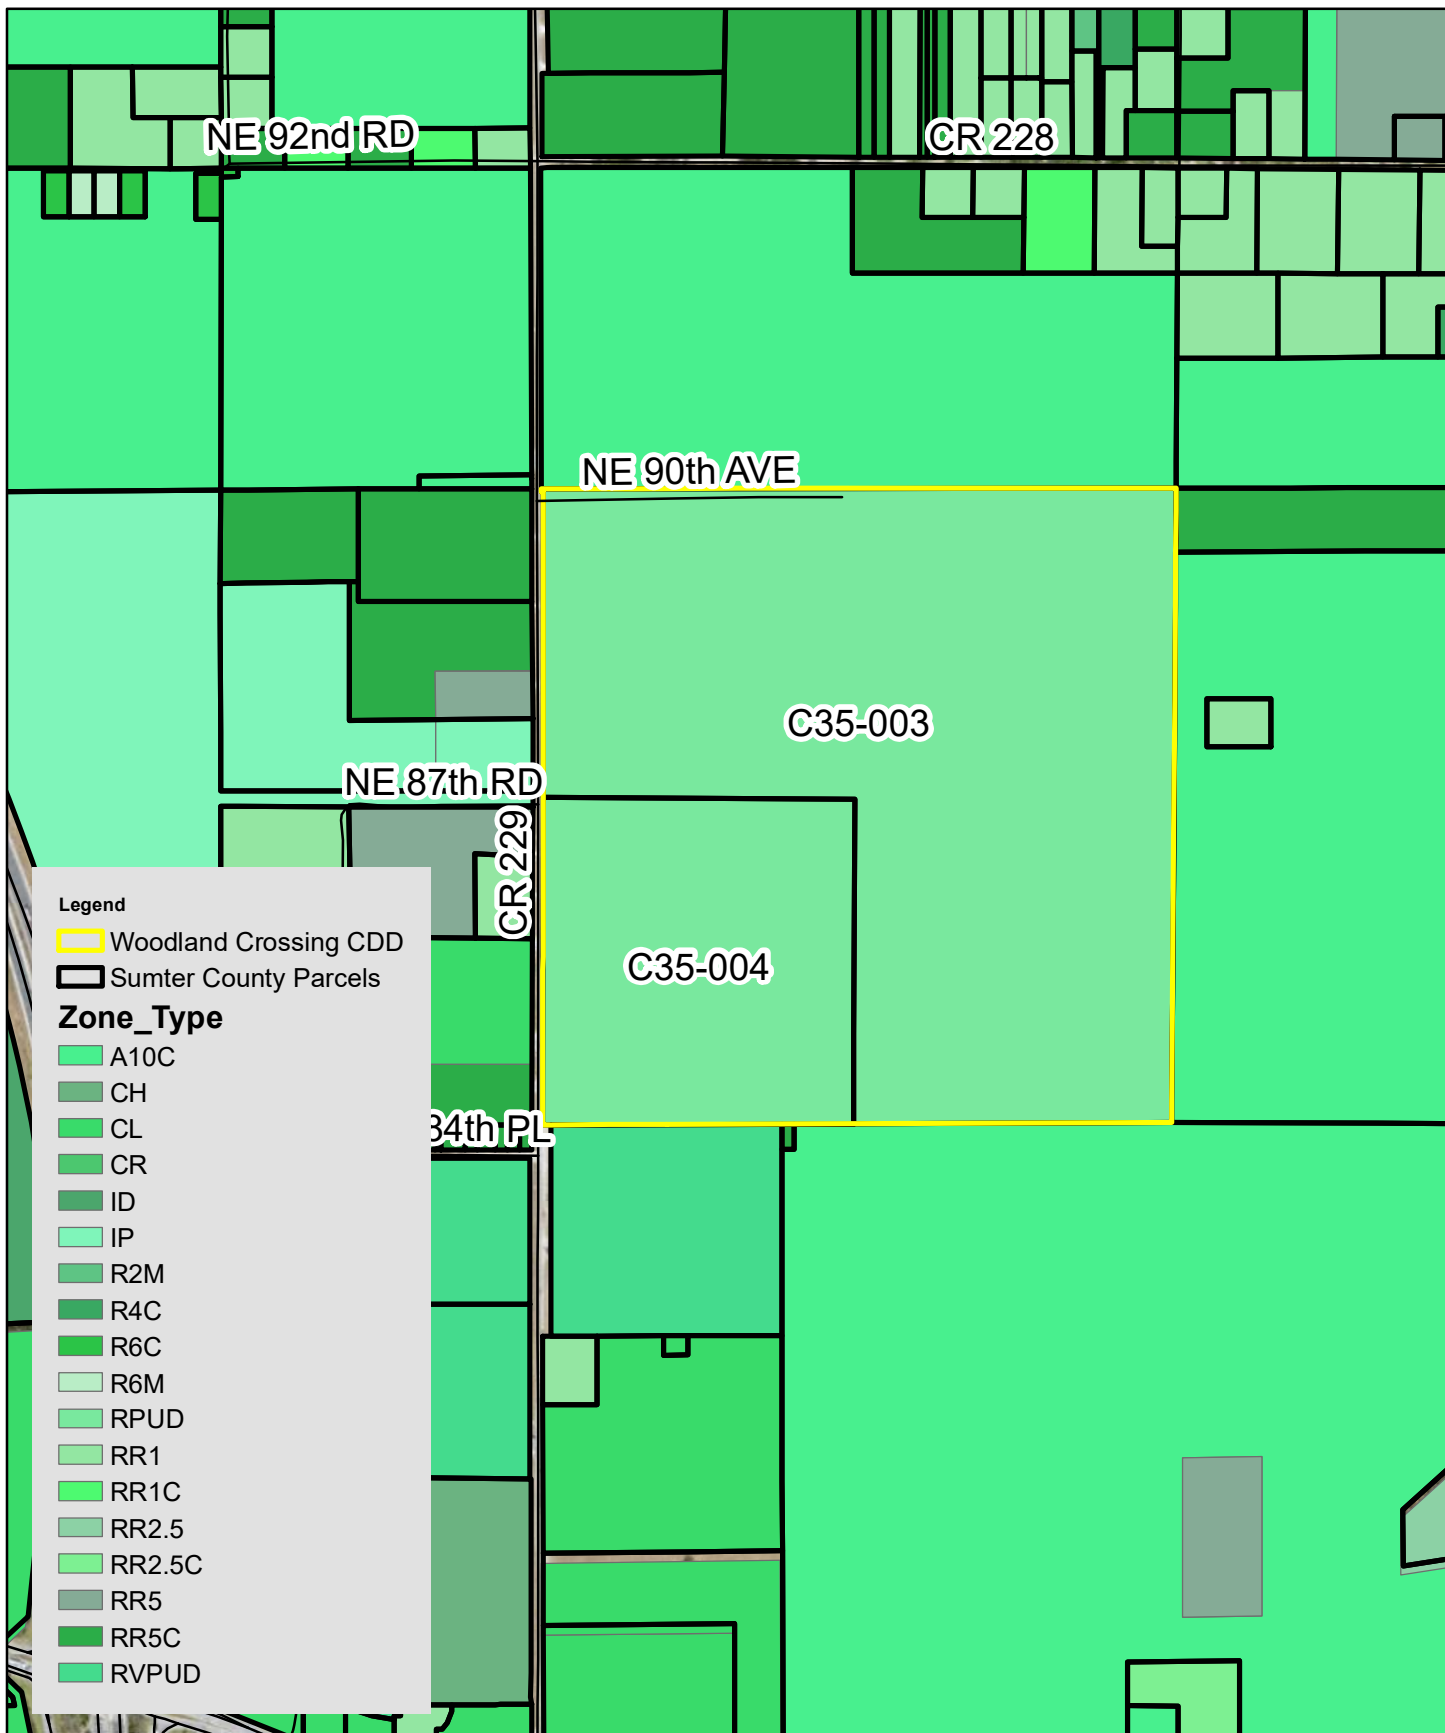 NE 92nd RD
CR 228
NE 90th AVE
C35-003
NE 87th RD
CR 229
C35-004
84th PL
Legend
Woodland Crossing CDD
Sumter County Parcels
Zone_Type
A10C
CH
CL
CR
ID
IP
R2M
R4C
R6C
R6M
RPUD
RR1
RR1C
RR2.5
RR2.5C
RR5
RR5C
RVPUD